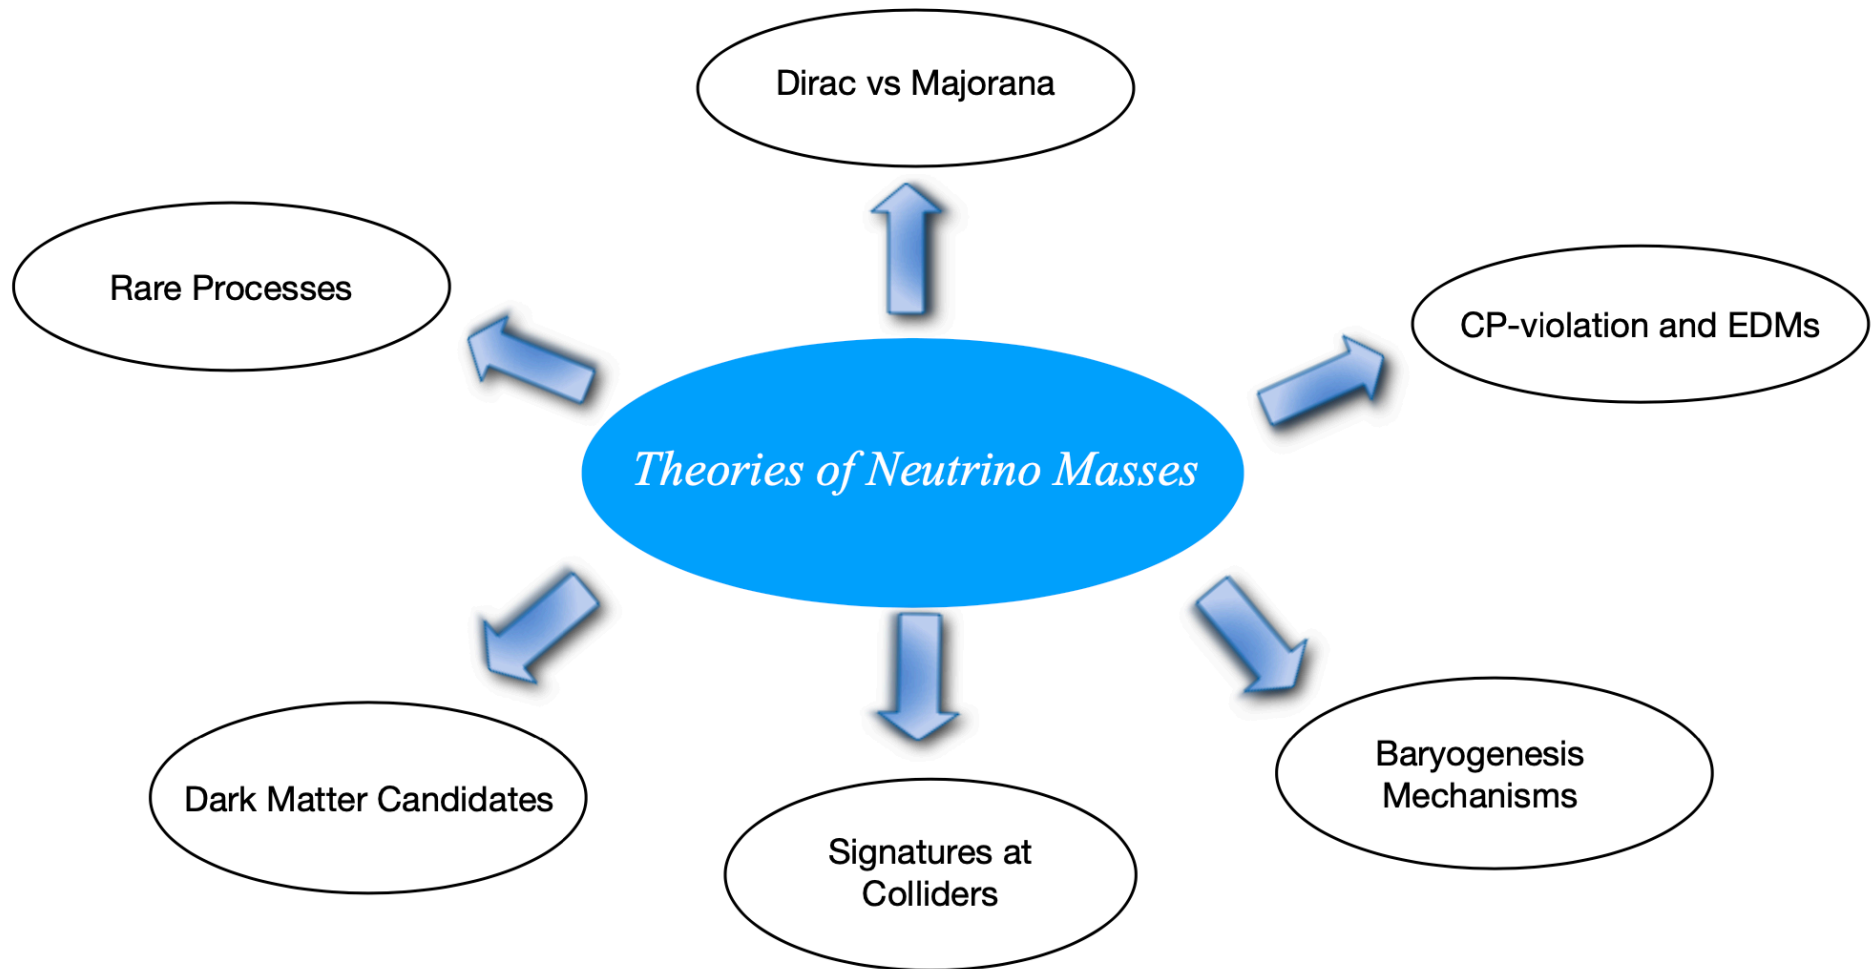 Dirac vs Majorana
Rare Processes
CP-violation and EDMs
Theories of Neutrino Masses
Dark Matter Candidates
Signatures at
Colliders
Baryogenesis
Mechanisms